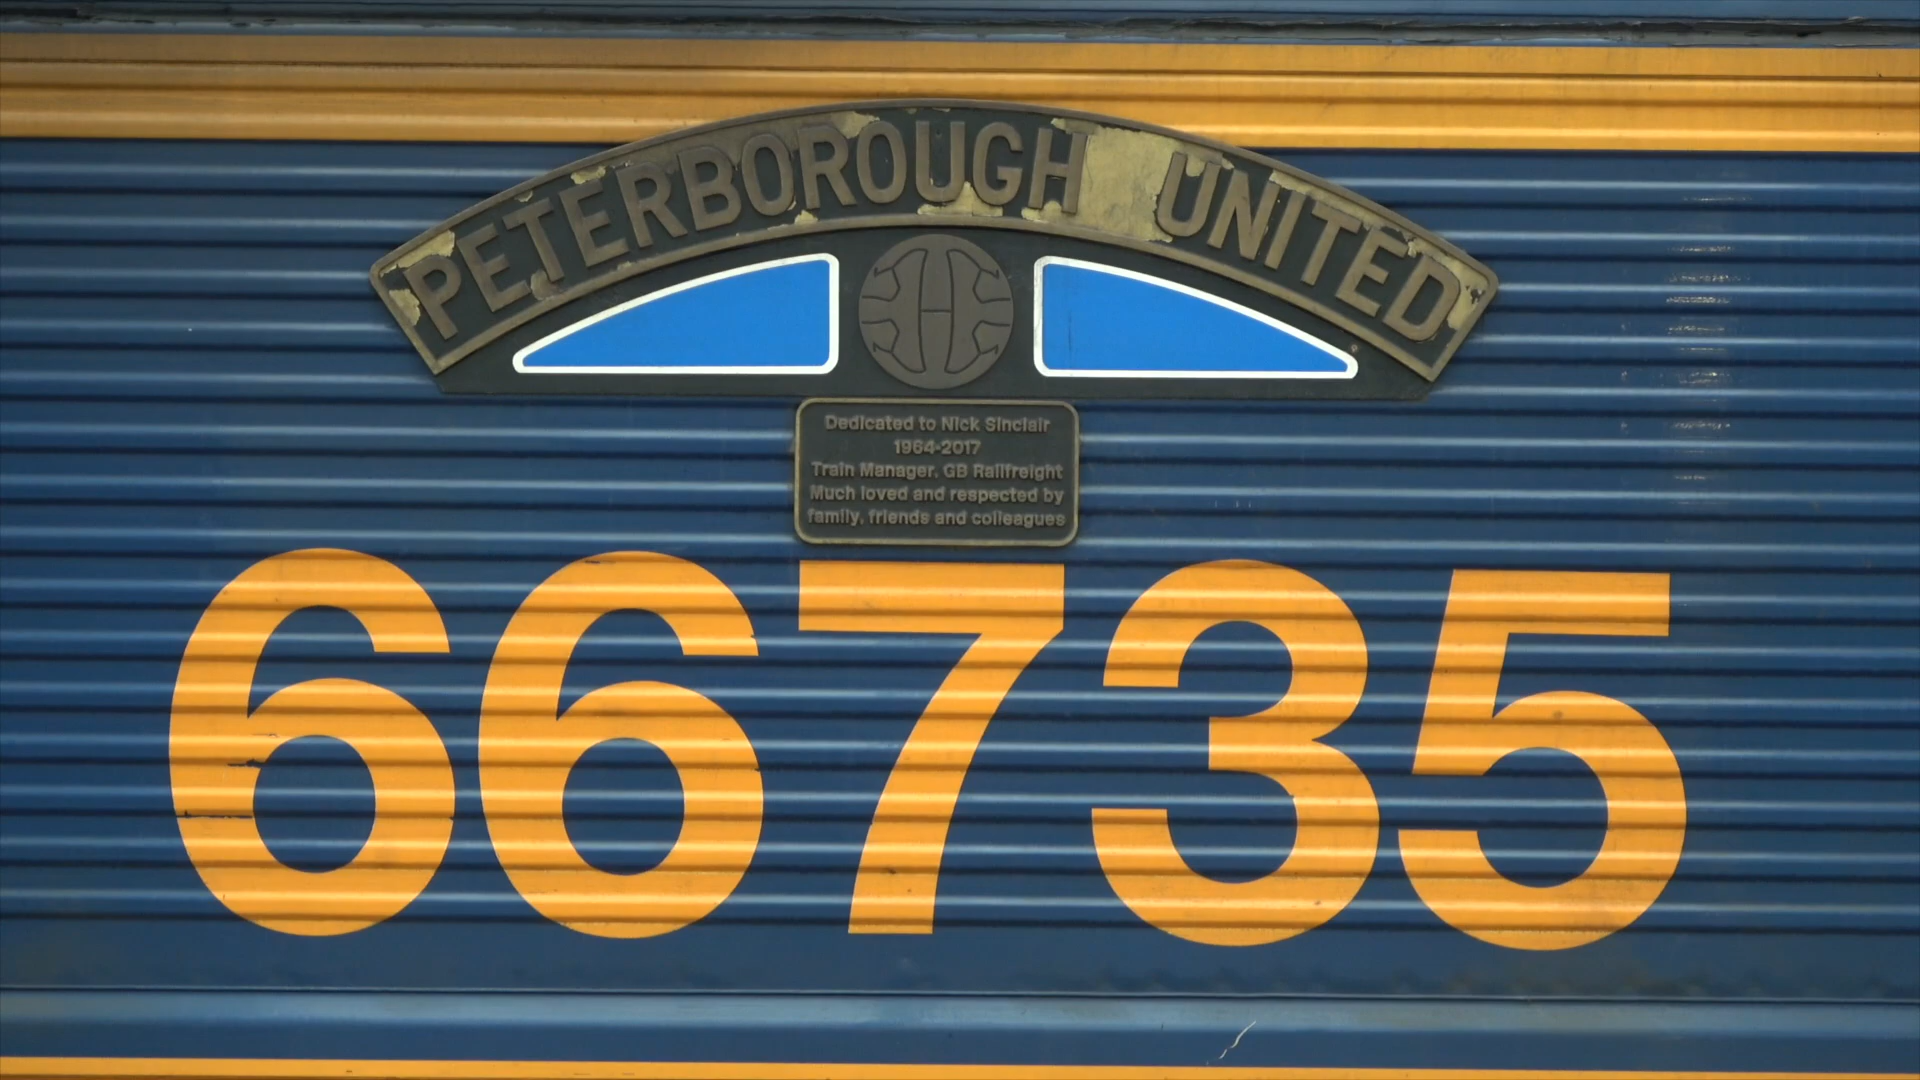 PETERBOROUGH UNITED
Dedicated to Nick Sinclair
1964-2017
Train Manager, GB Railfreight
Much loved and respected by
family, friends and colleagues
66735